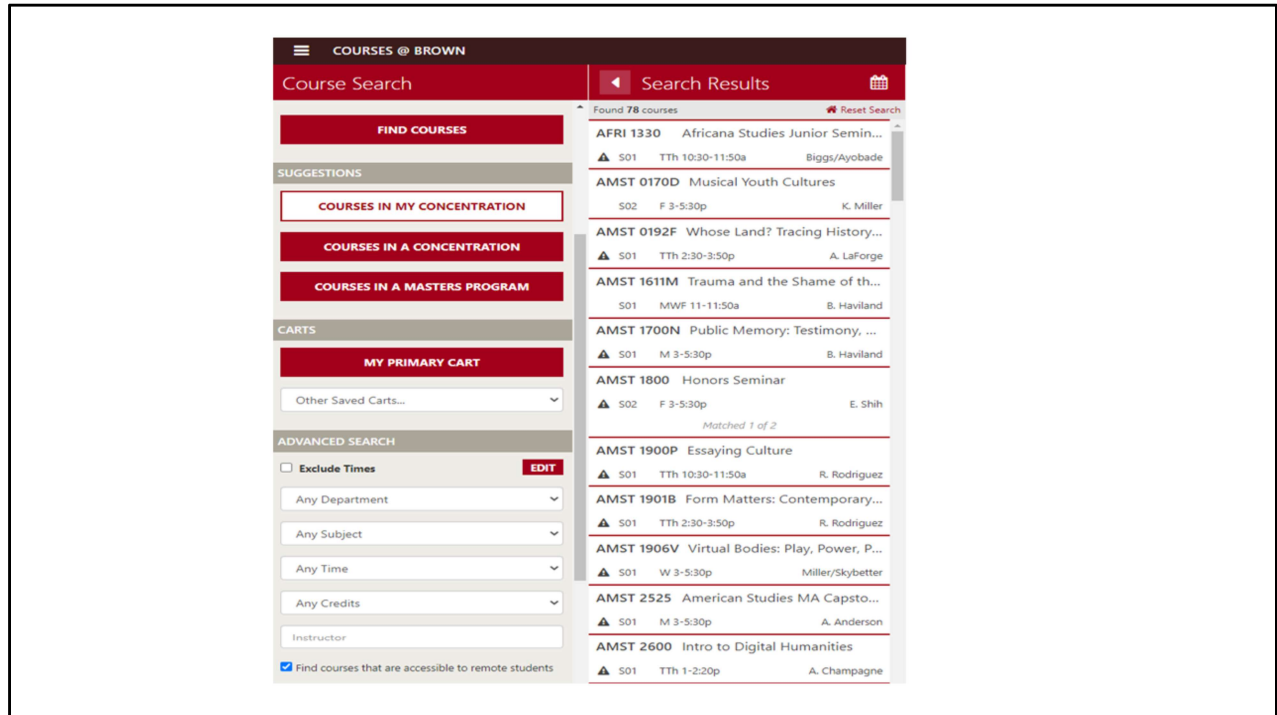 COURSES @ BROWN
Course Search
FIND COURSES
SUGGESTIONS
COURSES IN MY CONCENTRATION
COURSES IN A CONCENTRATION
COURSES IN A MASTERS PROGRAM
CARTS
MY PRIMARY CART
Other Saved Carts...
ADVANCED SEARCH
Exclude Times EDIT
Any Department
Any Subject
Any Time
Any Credits
Instructor
Find courses that are accessible to remote students
Search Results
Found 78 courses Reset Search
AFRI 1330 Africana Studies Junior Semin...
S01 TTh 10:30-11:50a Biggs/Ayobade
AMST 0170D Musical Youth Cultures
S02 F 3-5:30p K. Miller
AMST 0192F Whose Land? Tracing History...
S01 TTh 2:30-3:50p A. LaForge
AMST 1611M Trauma and the Shame of th...
S01 MWF 11-11:50a B. Haviland
AMST 1700N Public Memory: Testimony, ...
S01 M 3-5:30p B. Haviland
AMST 1800 Honors Seminar
S02 F 3-5:30p E. Shih
Matched 1 of 2
AMST 1900P Essaying Culture
S01 TTh 10:30-11:50a R. Rodriguez
AMST 1901B Form Matters: Contemporary...
S01 TTh 2:30-3:50p R. Rodriguez
AMST 1906V Virtual Bodies: Play, Power, P...
S01 W 3-5:30p Miller/Skybetter
AMST 2525 American Studies MA Capsto...
S01 M 3-5:30p A. Anderson
AMST 2600 Intro to Digital Humanities
S01 TTh 1-2:20p A. Champagne